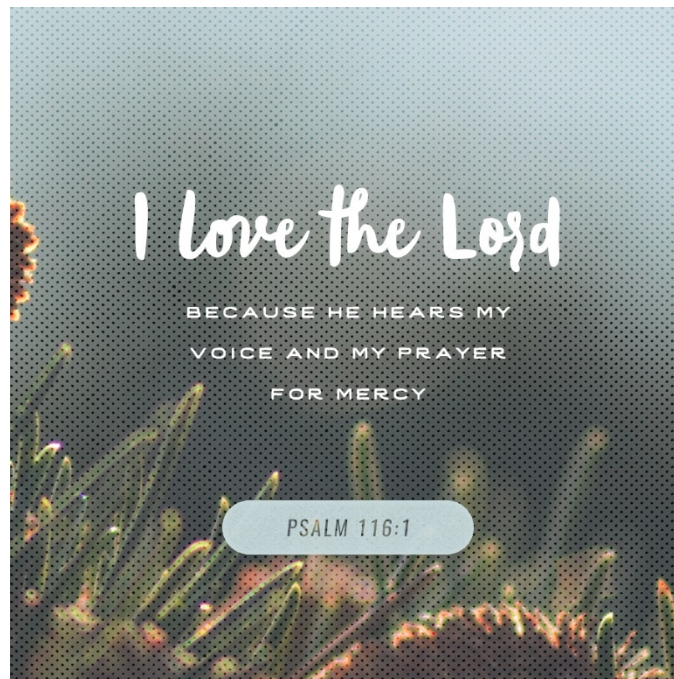 I love the Lord
BECAUSE HE HEARS MY
VOICE AND MY PRAYER
FOR MERCY
PSALM 116:1